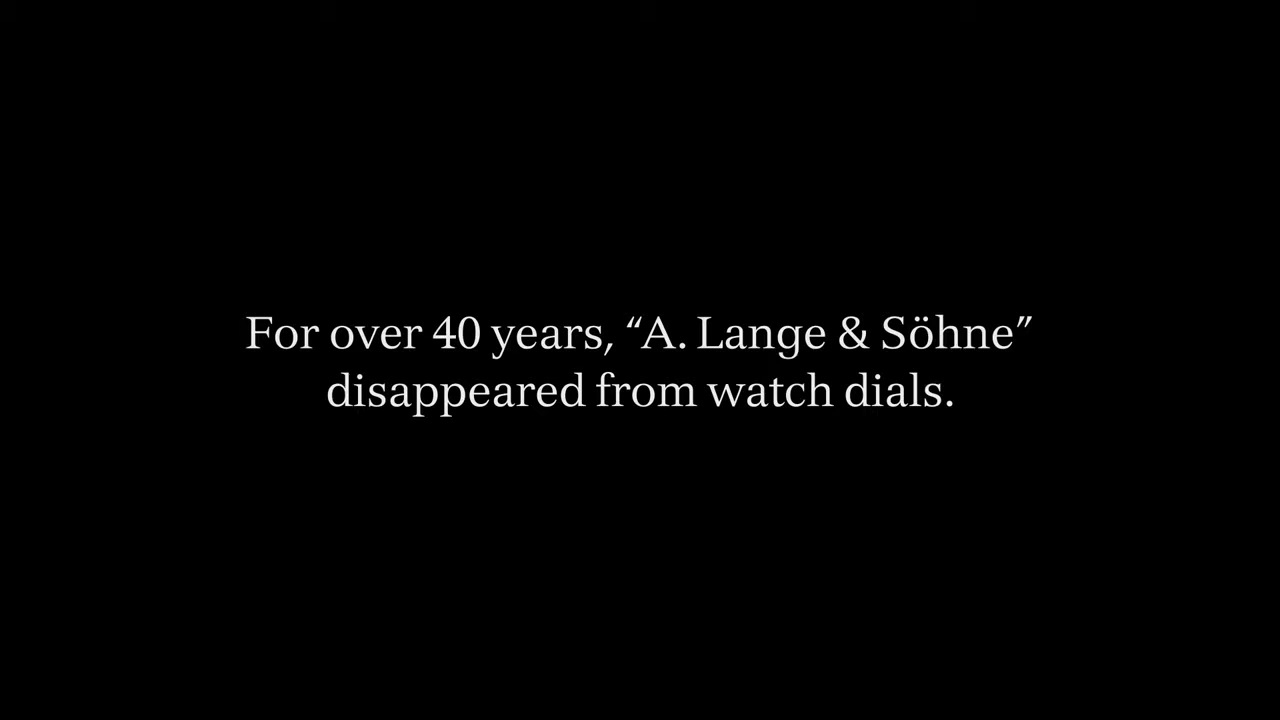 For over 40 years, “A. Lange & Söhne”
disappeared from watch dials.